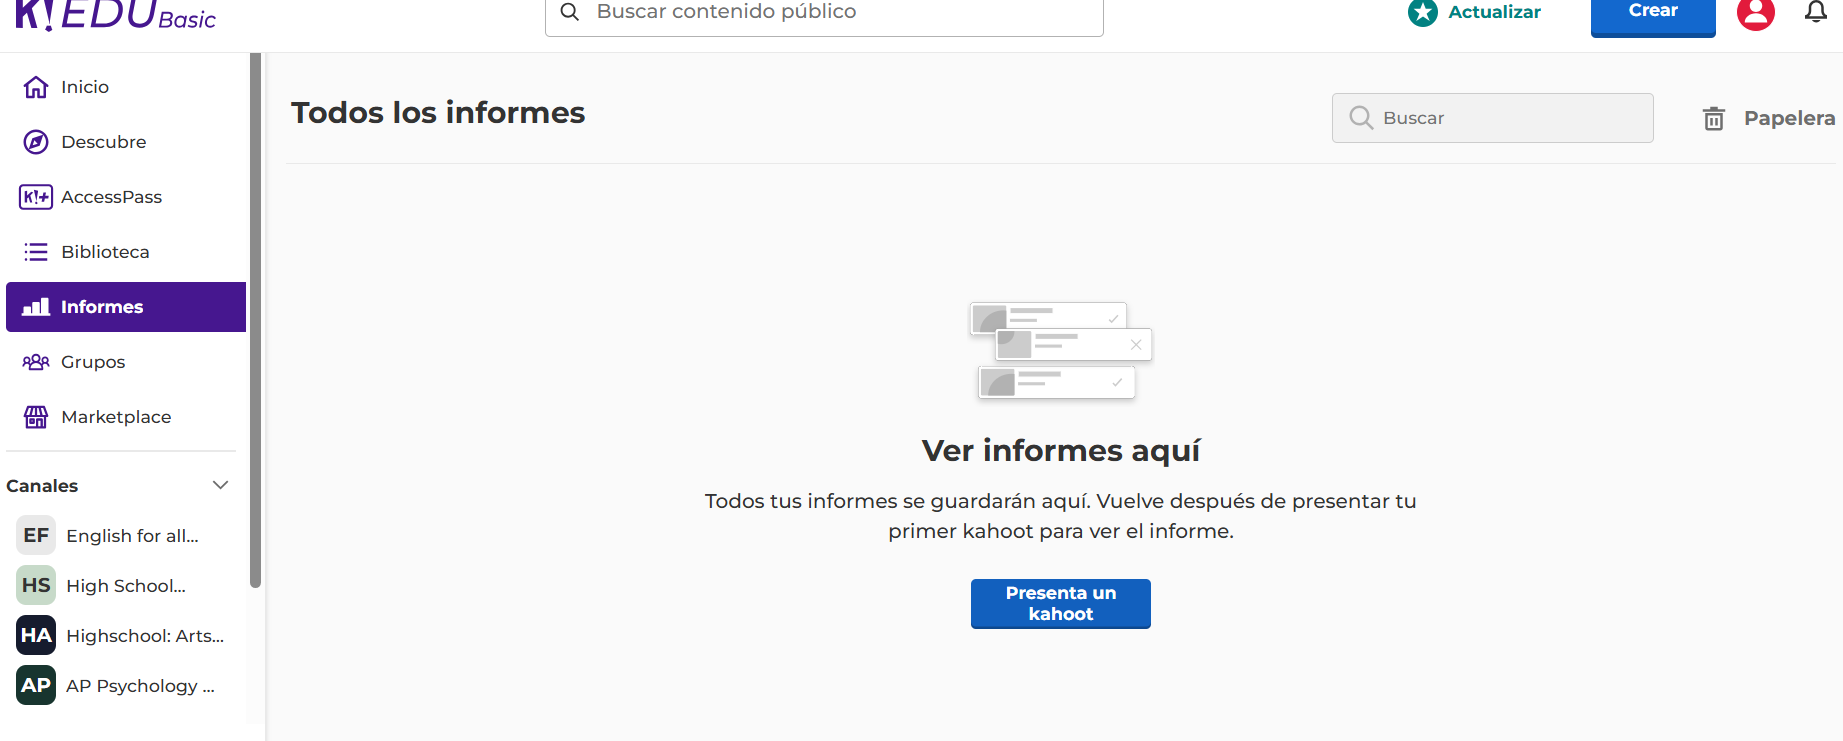 K!EDU Basic
Buscar contenido público
Actualizar
Crear
Inicio
Descubre
K!+ AccessPass
Biblioteca
Informes
Grupos
Marketplace
Canales
EF English for all...
HS High School...
HA Highschool: Arts...
AP AP Psychology ...
Todos los informes
Buscar
Papelera
Ver informes aquí
Todos tus informes se guardarán aquí. Vuelve después de presentar tu
primer kahoot para ver el informe.
Presenta un
kahoot